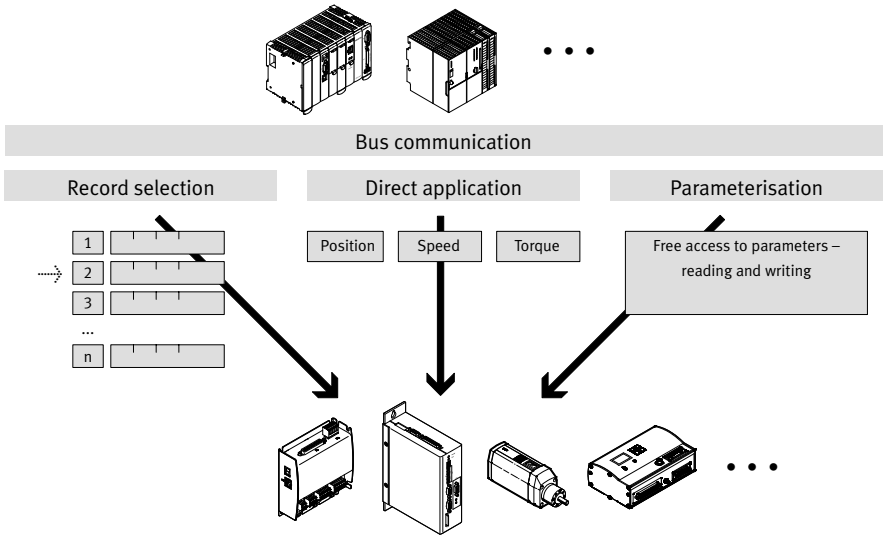 Bus communication
Record selection
Direct application
Parameterisation
1
2
3
...
n
Position
Speed
Torque
Free access to parameters –
reading and writing